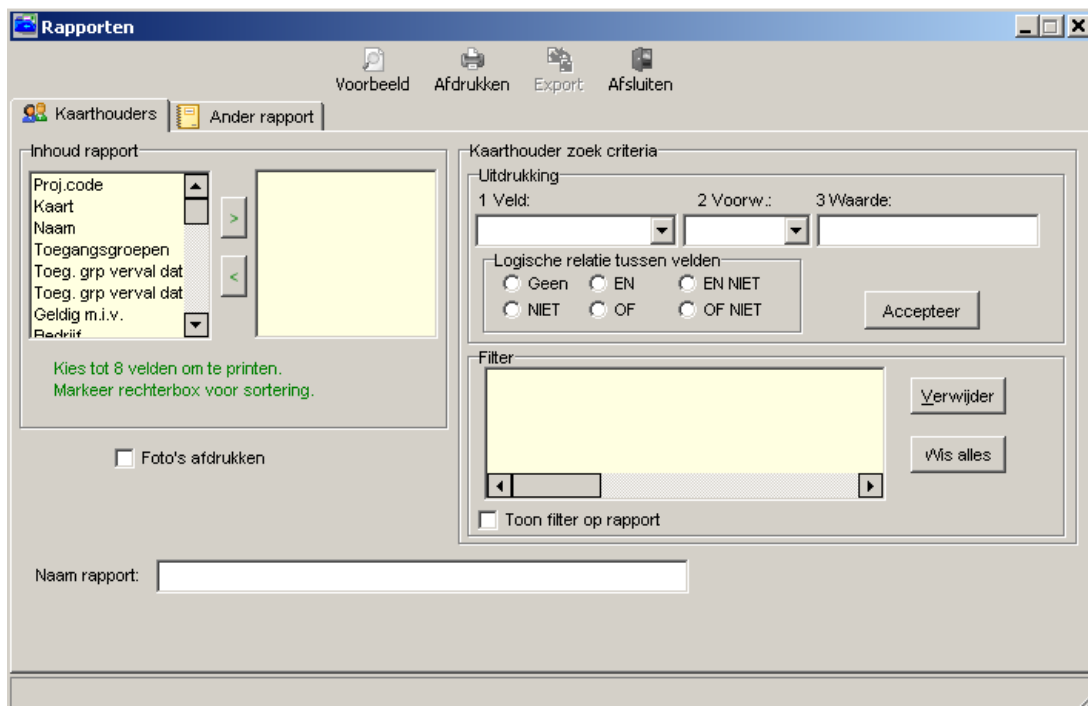 Rapporten
Voorbeeld Afdrukken Export Afsluiten
Kaarthouders Ander rapport
Inhoud rapport
Proj.code
Kaart
Naam
Toegangsgroepen
Toeg. grp verval dat
Toeg. grp verval dat
Geldig m.i.v.
Bedrijf
>
<
Kies tot 8 velden om te printen.
Markeer rechterbox voor sortering.
Foto's afdrukken
Kaarthouder zoek criteria
Uitdrukking
1 Veld: 2 Voorw.: 3 Waarde:
Logische relatie tussen velden
Geen EN EN NIET
NIET OF OF NIET
Accepteer
Filter
Verwijder
Wis alles
Toon filter op rapport
Naam rapport: